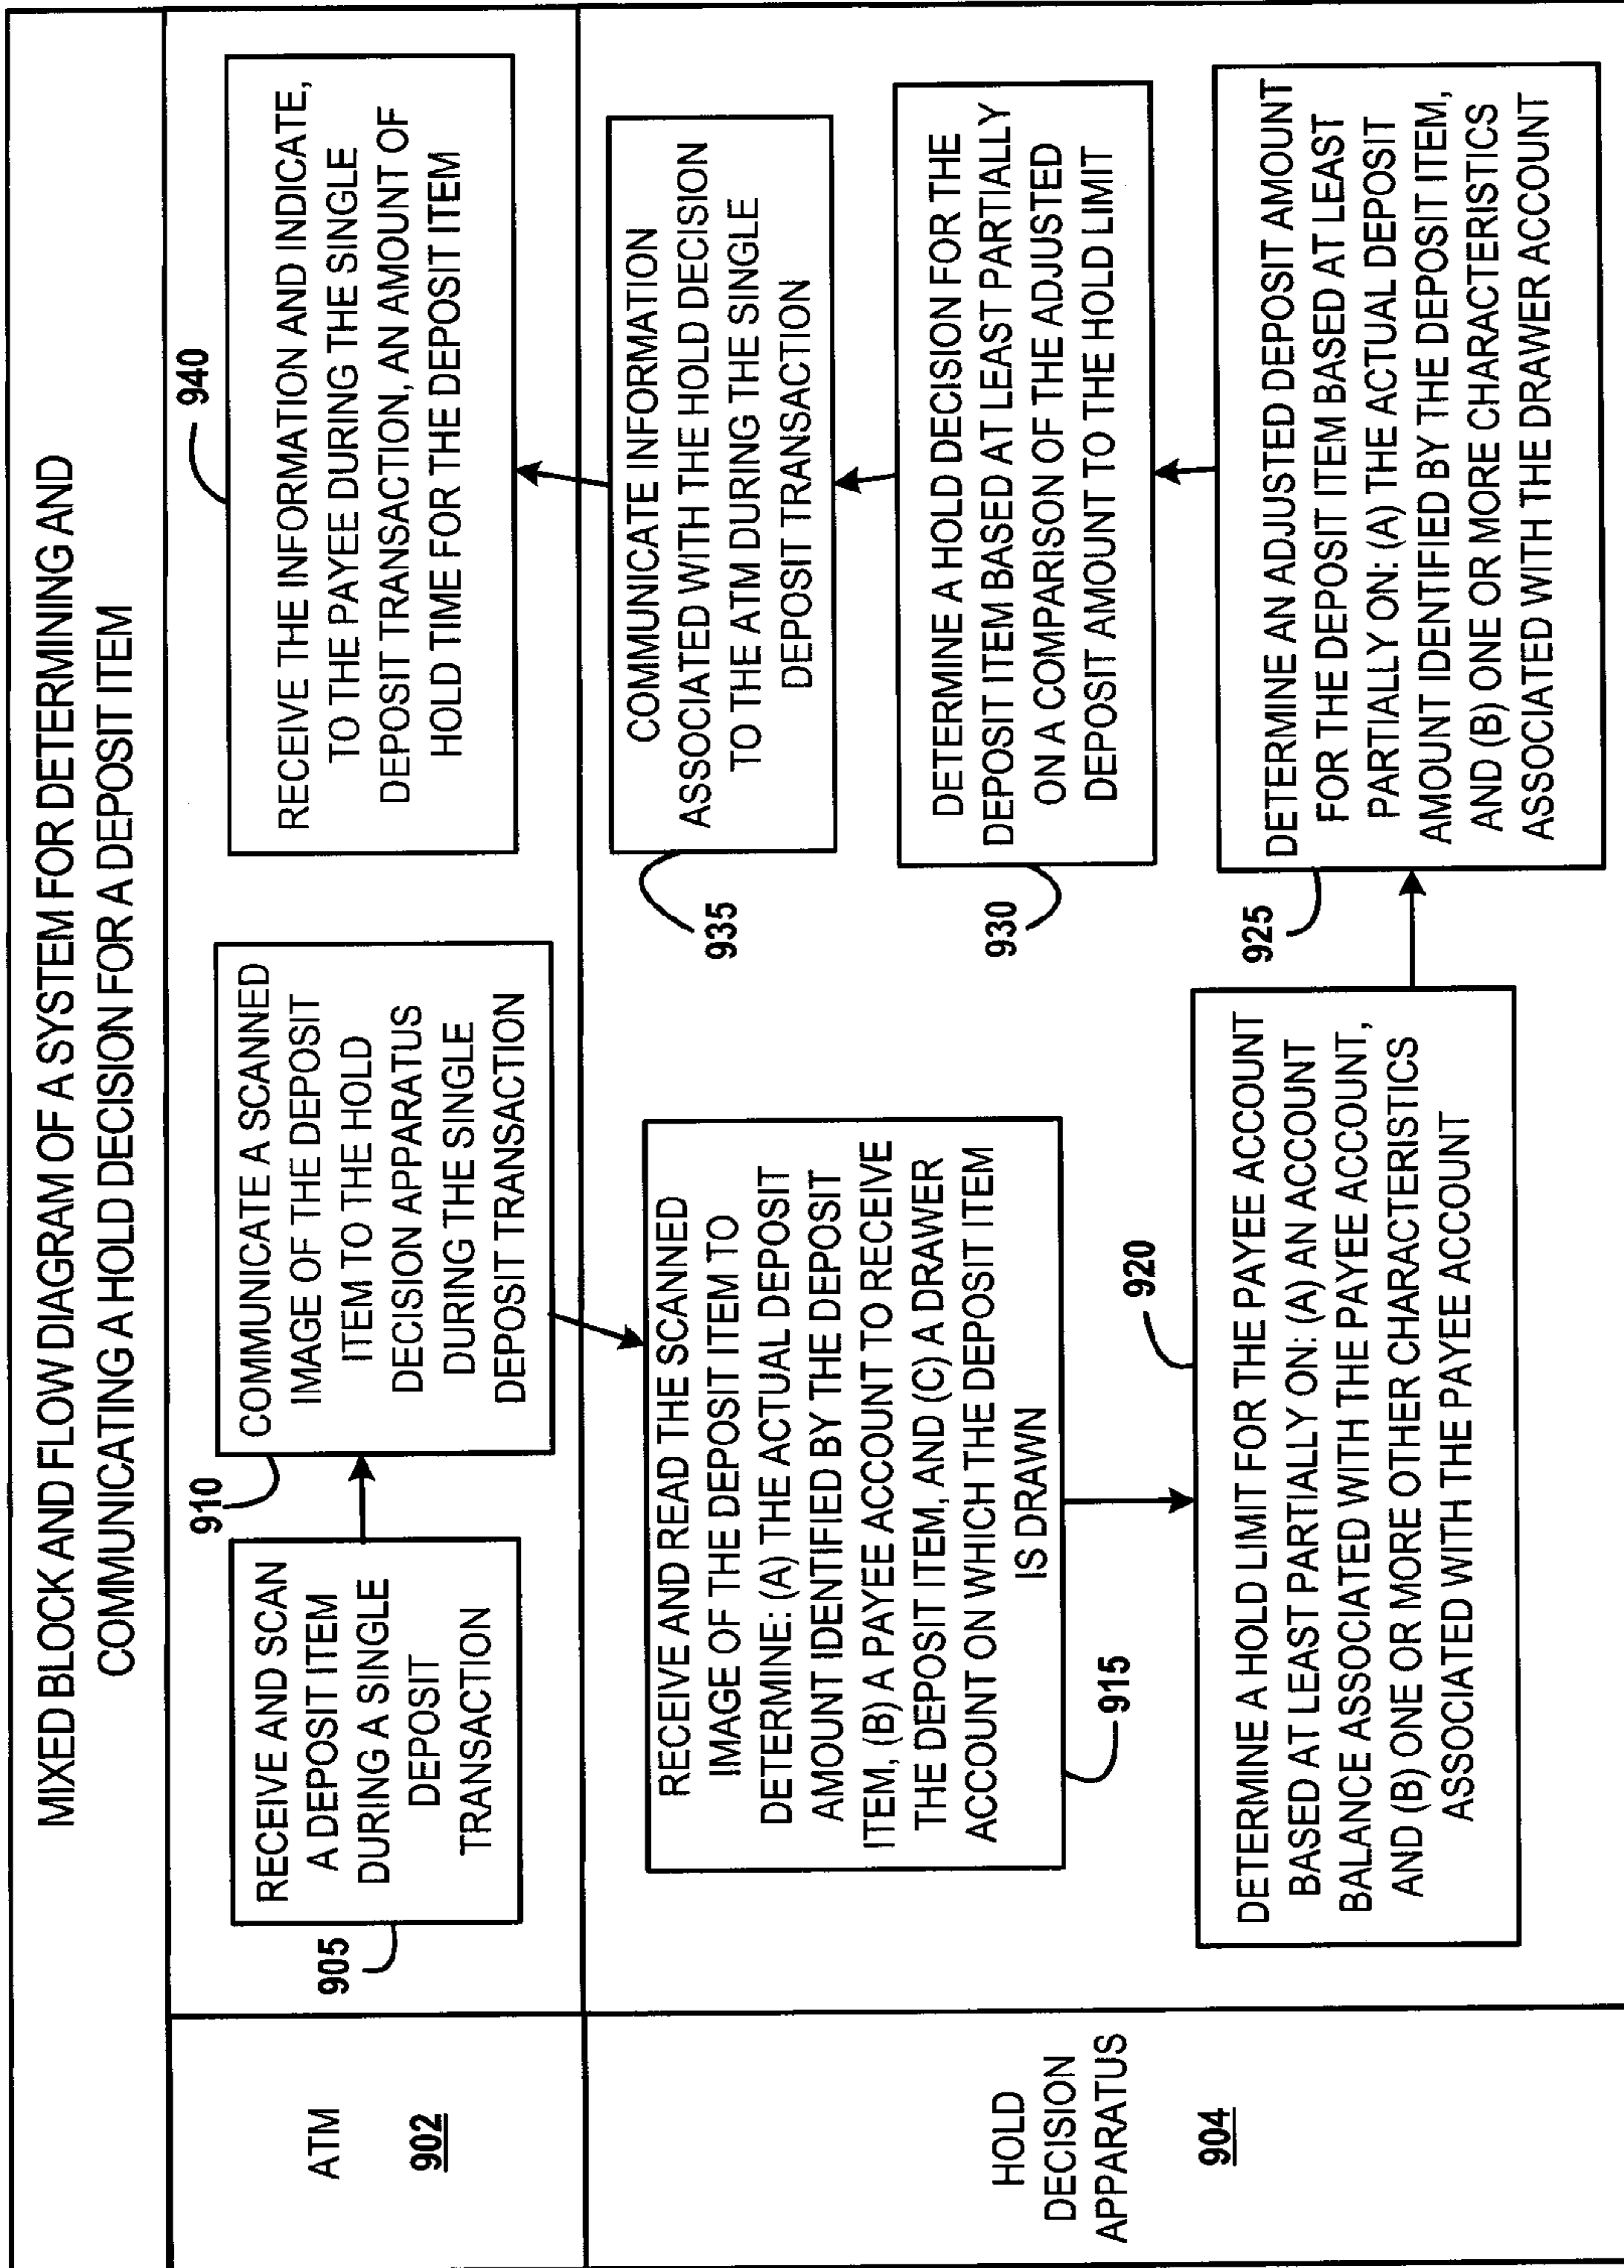 MIXED BLOCK AND FLOW DIAGRAM OF A SYSTEM FOR DETERMINING AND
COMMUNICATING A HOLD DECISION FOR A DEPOSIT ITEM
ATM
902
905
RECEIVE AND SCAN
A DEPOSIT ITEM
DURING A SINGLE
DEPOSIT
TRANSACTION
910
COMMUNICATE A SCANNED
IMAGE OF THE DEPOSIT
ITEM TO THE HOLD
DECISION APPARATUS
DURING THE SINGLE
DEPOSIT TRANSACTION
940
RECEIVE THE INFORMATION AND INDICATE,
TO THE PAYEE DURING THE SINGLE
DEPOSIT TRANSACTION, AN AMOUNT OF
HOLD TIME FOR THE DEPOSIT ITEM
HOLD
DECISION
APPARATUS
904
RECEIVE AND READ THE SCANNED
IMAGE OF THE DEPOSIT ITEM TO
DETERMINE: (A) THE ACTUAL DEPOSIT
AMOUNT IDENTIFIED BY THE DEPOSIT
ITEM, (B) A PAYEE ACCOUNT TO RECEIVE
THE DEPOSIT ITEM, AND (C) A DRAWER
ACCOUNT ON WHICH THE DEPOSIT ITEM
IS DRAWN
915
920
DETERMINE A HOLD LIMIT FOR THE PAYEE ACCOUNT
BASED AT LEAST PARTIALLY ON: (A) AN ACCOUNT
BALANCE ASSOCIATED WITH THE PAYEE ACCOUNT,
AND (B) ONE OR MORE OTHER CHARACTERISTICS
ASSOCIATED WITH THE PAYEE ACCOUNT
925
DETERMINE AN ADJUSTED DEPOSIT AMOUNT
FOR THE DEPOSIT ITEM BASED AT LEAST
PARTIALLY ON: (A) THE ACTUAL DEPOSIT
AMOUNT IDENTIFIED BY THE DEPOSIT ITEM,
AND (B) ONE OR MORE CHARACTERISTICS
ASSOCIATED WITH THE DRAWER ACCOUNT
930
DETERMINE A HOLD DECISION FOR THE
DEPOSIT ITEM BASED AT LEAST PARTIALLY
ON A COMPARISON OF THE ADJUSTED
DEPOSIT AMOUNT TO THE HOLD LIMIT
935
COMMUNICATE INFORMATION
ASSOCIATED WITH THE HOLD DECISION
TO THE ATM DURING THE SINGLE
DEPOSIT TRANSACTION